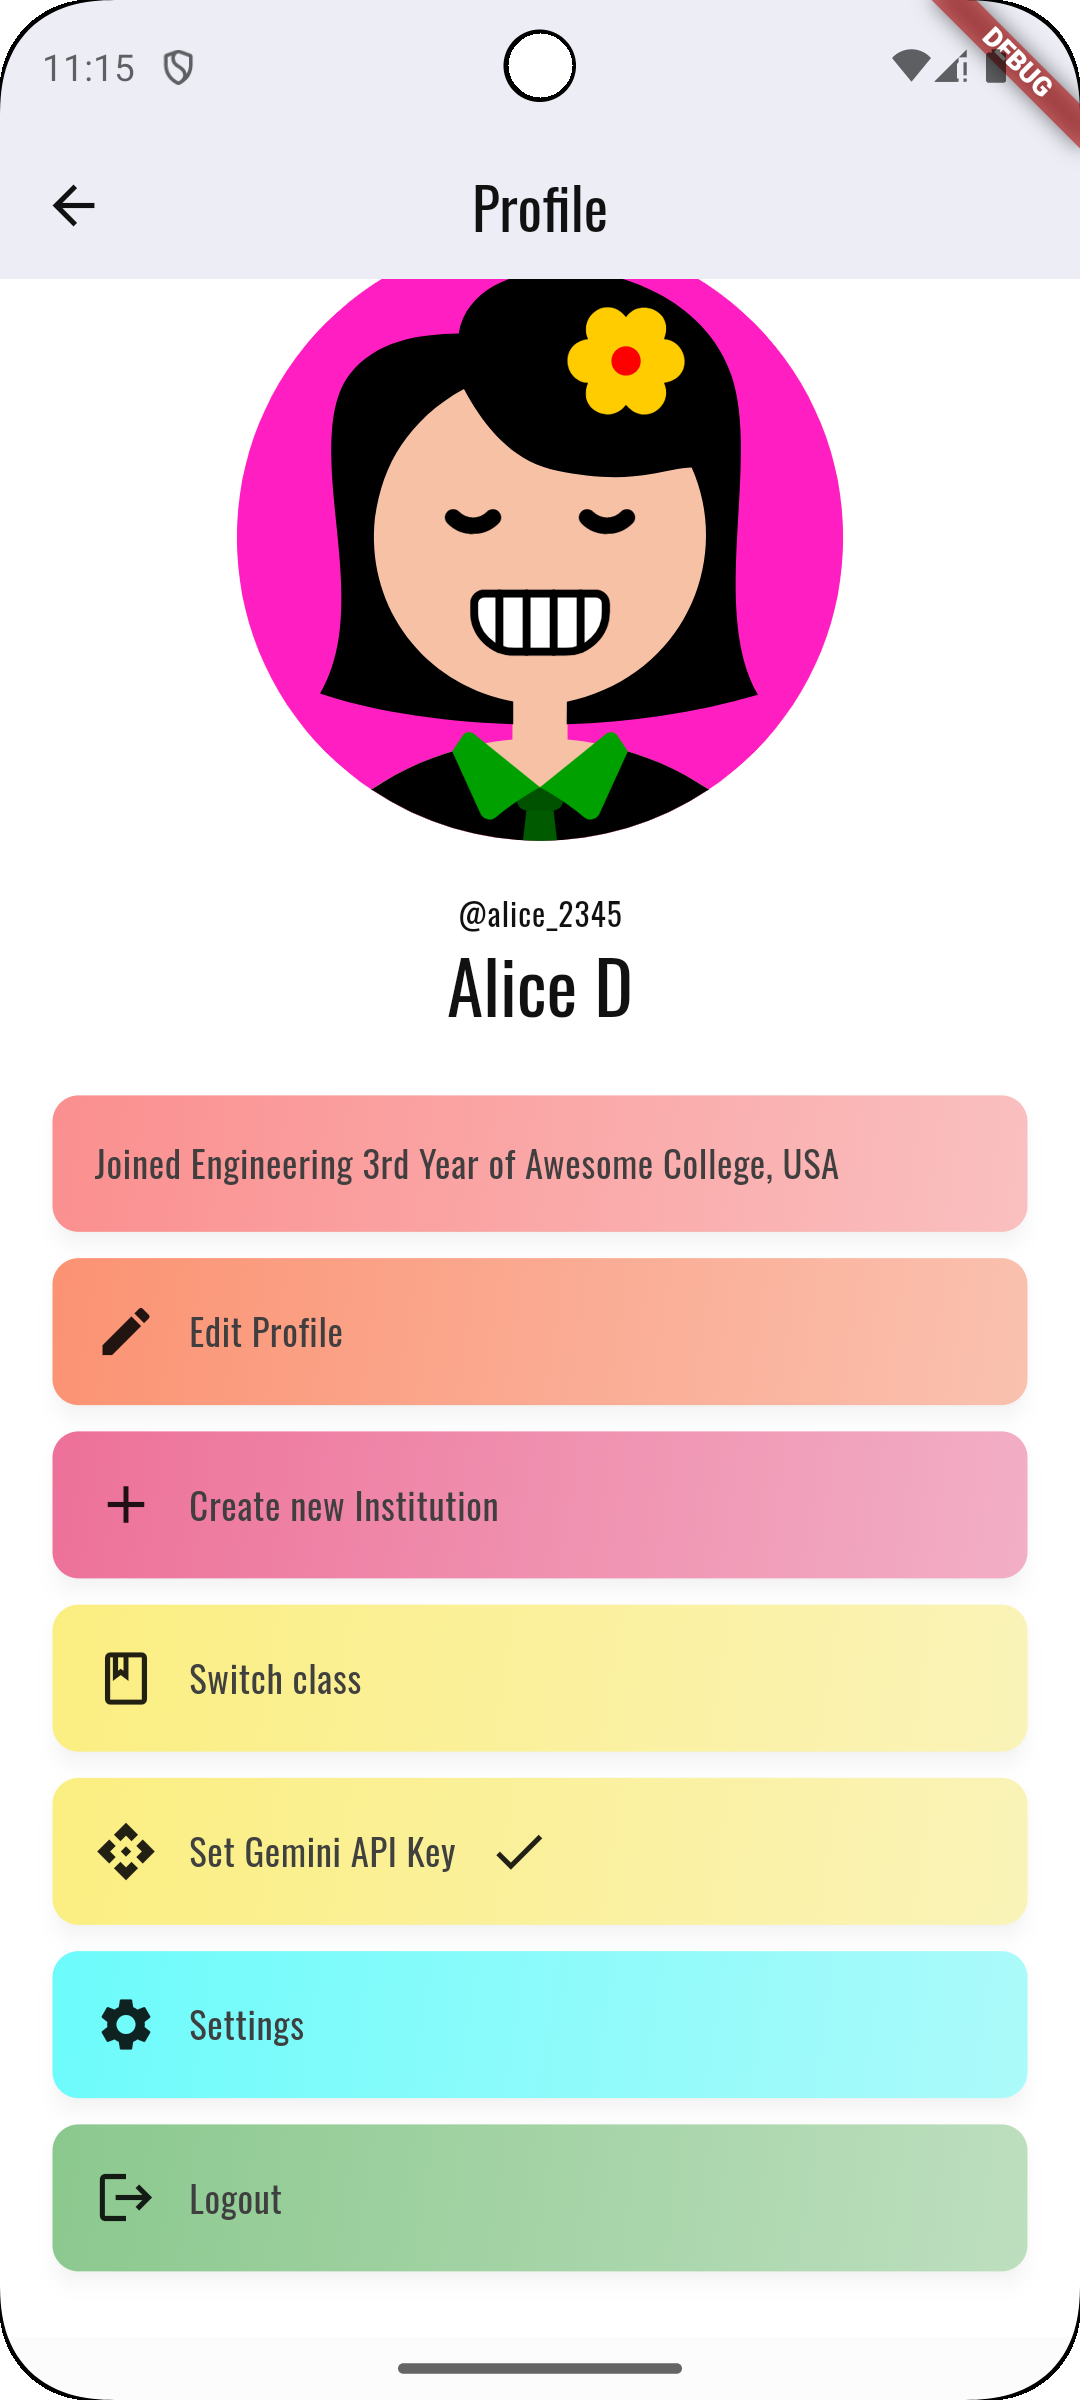 11:15
DEBUG
Profile
@alice_2345
Alice D
Joined Engineering 3rd Year of Awesome College, USA
Edit Profile
Create new Institution
Switch class
Set Gemini API Key
Settings
Logout